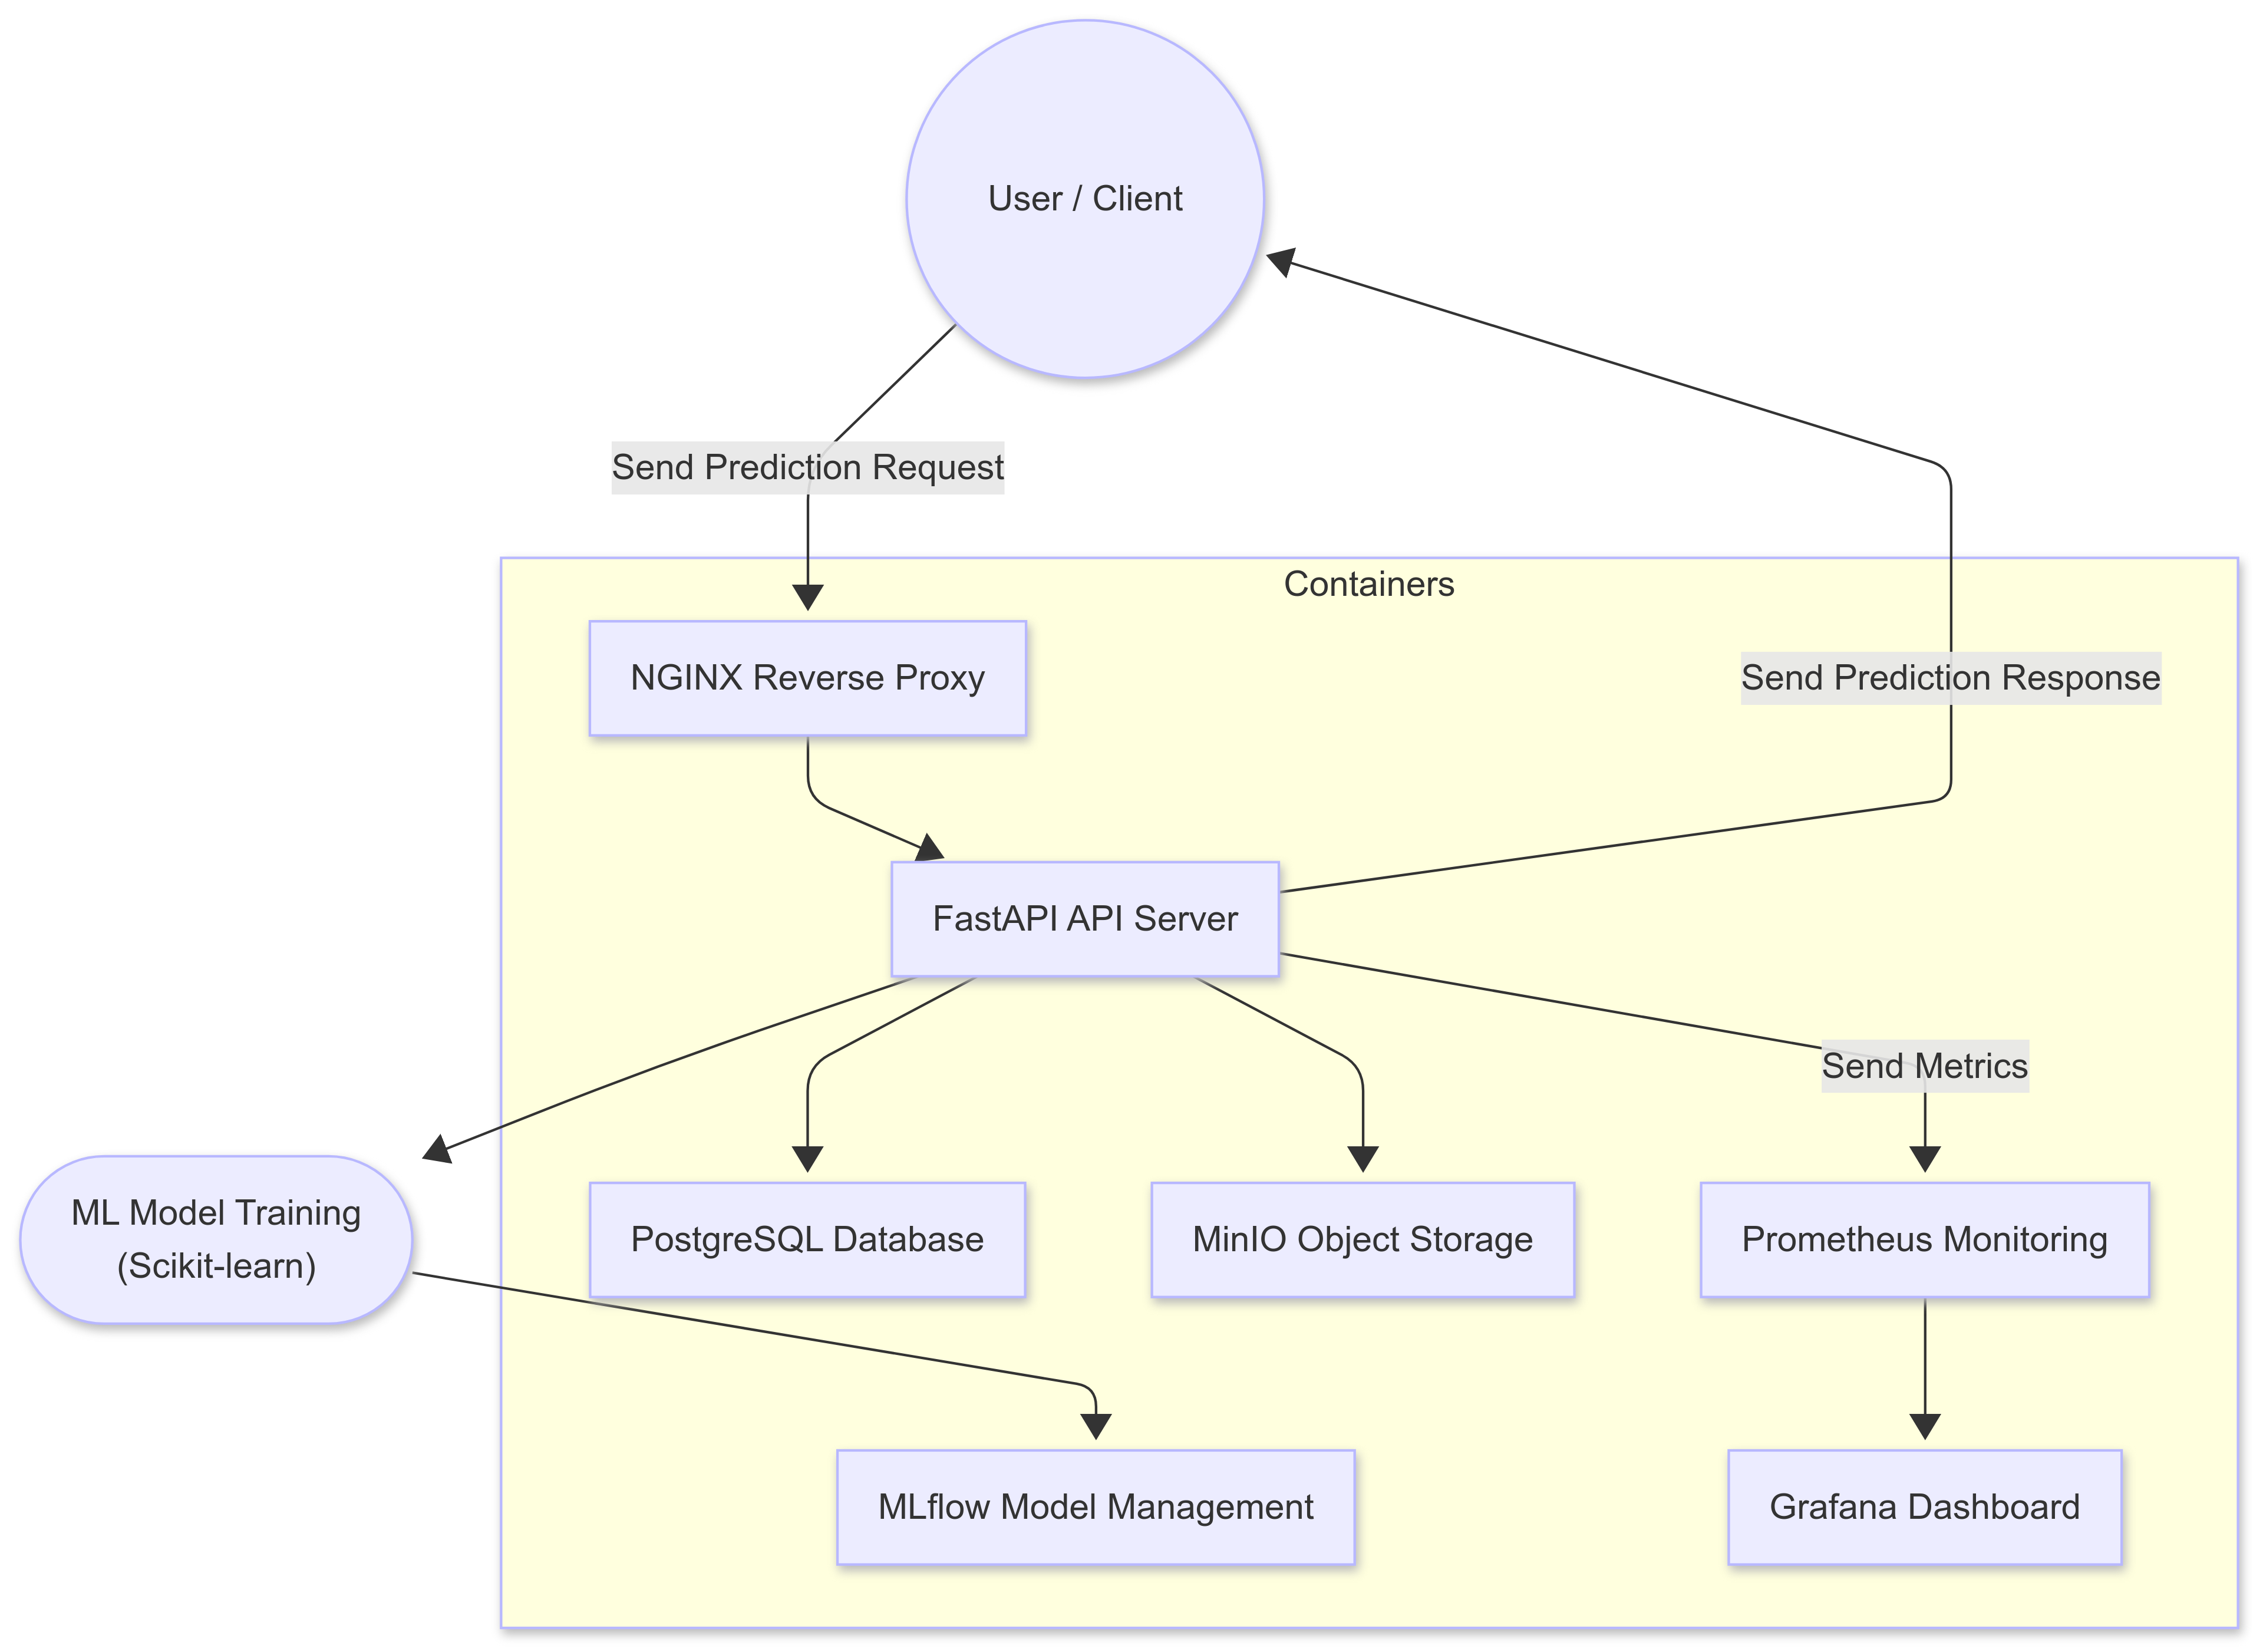 User / Client
Send Prediction Request
Containers
NGINX Reverse Proxy
Send Prediction Response
FastAPI API Server
Send Metrics
ML Model Training
(Scikit-learn)
PostgreSQL Database
MinIO Object Storage
Prometheus Monitoring
MLflow Model Management
Grafana Dashboard